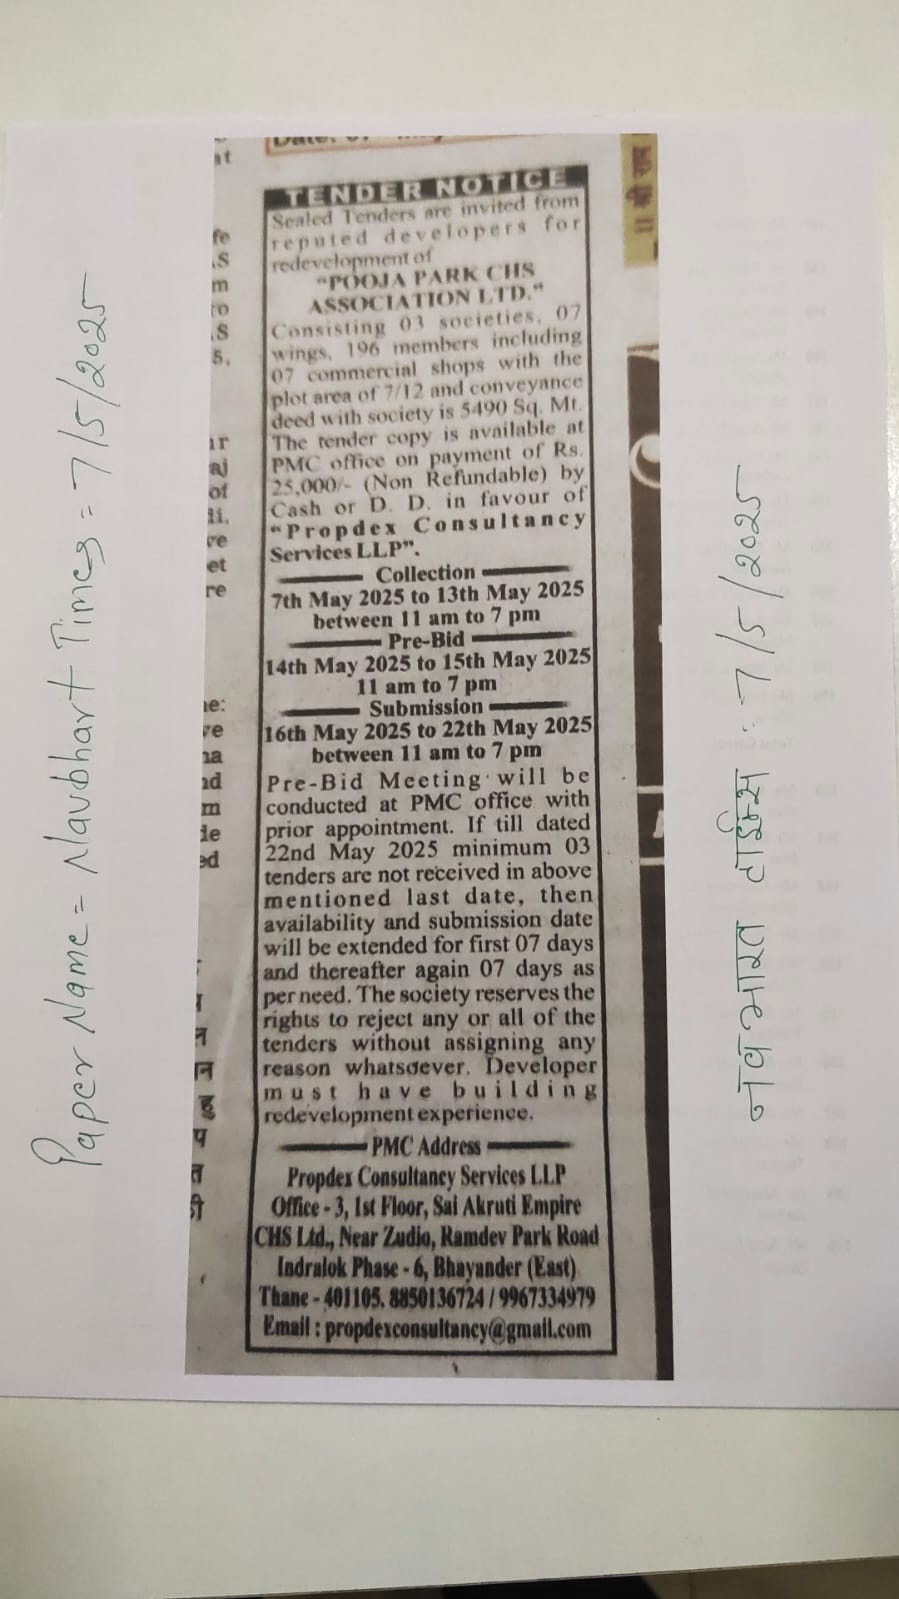 Paper Name = Navbhart Times = 7/5/2025
TENDER NOTICE
Sealed Tenders are invited from
reputed developers for
redevelopment of
"POOJA PARK CHS
ASSOCIATION LTD."
Consisting 03 societies, 07
wings, 196 members including
07 commercial shops with the
plot area of 7/12 and conveyance
deed with society is 5490 Sq. Mt.
The tender copy is available at
PMC office on payment of Rs.
25,000/- (Non Refundable) by
Cash or D. D. in favour of
"Propdex Consultancy
Services LLP".
Collection
7th May 2025 to 13th May 2025
between 11 am to 7 pm
Pre-Bid
14th May 2025 to 15th May 2025
11 am to 7 pm
Submission
16th May 2025 to 22th May 2025
between 11 am to 7 pm
Pre-Bid Meeting will be
conducted at PMC office with
prior appointment. If till dated
22nd May 2025 minimum 03
tenders are not received in above
mentioned last date, then
availability and submission date
will be extended for first 07 days
and thereafter again 07 days as
per need. The society reserves the
rights to reject any or all of the
tenders without assigning any
reason whatsoever. Developer
must have building
redevelopment experience.
PMC Address
Propdex Consultancy Services LLP
Office - 3, 1st Floor, Sai Akruti Empire
CHS Ltd., Near Zudio, Ramdev Park Road
Indralok Phase - 6, Bhayander (East)
Thane - 401105. 8850136724 / 9967334979
Email : propdexconsultancy@gmail.com
नवभारत टाईम्स : 7/5/2025